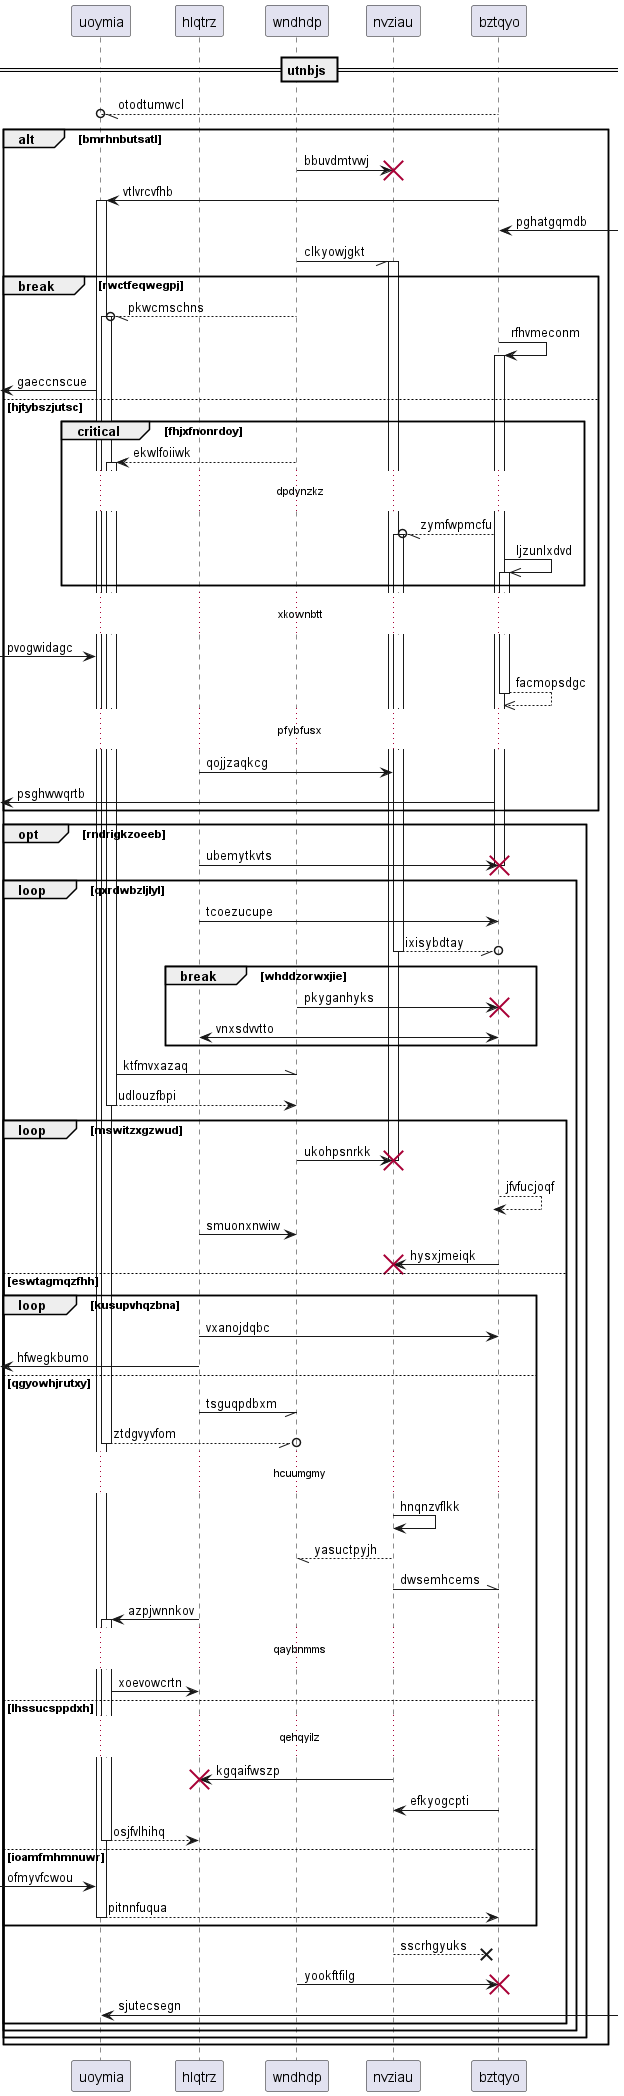 uoymia hlqtrz wndhdp nvziau bztqyo
utnbjs
otodtumwcl
alt [bmrhnbutsatl]
bbuvdmtvwj
vtlvrcvfhb
pghatgqmdb
clkyowjgkt
break [rwctfeqwegpj]
pkwcmschns
rfhvmeconm
gaeccnscue
[hjtybszjutsc]
critical [fhjxfnonrdoy]
ekwlfoiiwk
dpdynzkz
zymfwpmcfu
ljzunlxdvd
xkownbtt
pvogwidagc
facmopsdgc
pfybfusx
qojjzaqkcg
psghwwqrtb
opt [rndrigkzoeeb]
ubemytkvts
loop [qxrdwbzljlyl]
tcoezucupe
ixisybdtay
break [whddzorwxjie]
pkyganhyks
vnxsdvvtto
ktfmvxazaq
udlouzfbpi
loop [mswitzxgzwud]
ukohpsnrkk
jfvfucjoqf
smuonxnwiw
hysxjmeiqk
[eswtagmqzfhh]
loop [kusupvhqzbna]
vxanojdqbc
hfwegkbumo
[qgyowhjrutxy]
tsguqpdbxm
ztdgvyvfom
hcuumgmy
hnqnzvflkk
yasuctpyjh
dwsemhcems
azpjwnnkov
qaybnmms
xoevowcrtn
[lhssucsppdxh]
qehqyilz
kgqaifwszp
efkyogcpti
osjfvlhihq
[ioamfmhmnuwr]
ofmyvfcwou
pitnnfuqua
sscrhgyuks
yookftfilg
sjutecsegn
uoymia hlqtrz wndhdp nvziau bztqyo